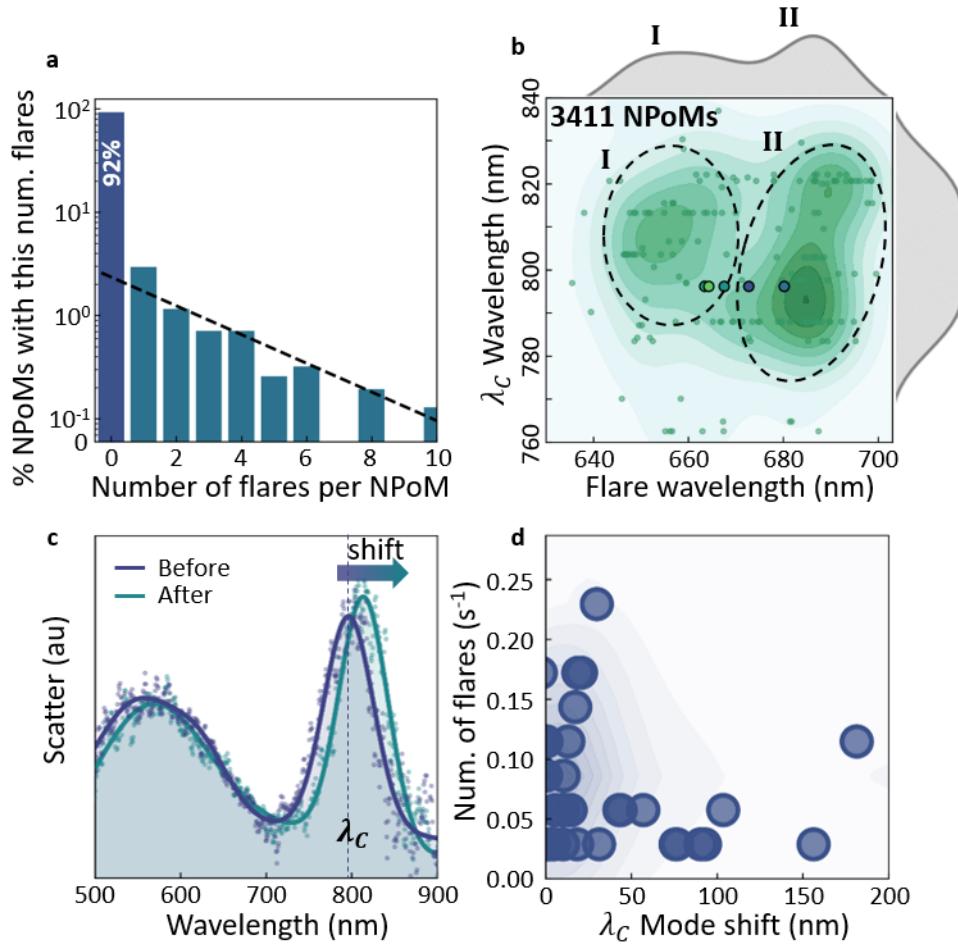 a
% NPoMs with this num. flares
10²
10¹
10⁰
10⁻¹
0
92%
0 2 4 6 8 10
Number of flares per NPoM
b
I
II
3411 NPoMs
I
II
λC Wavelength (nm)
840
820
800
780
760
640 660 680 700
Flare wavelength (nm)
c
Before
After
shift
Scatter (au)
λC
500 600 700 800 900
Wavelength (nm)
d
Num. of flares (s⁻¹)
0.25
0.20
0.15
0.10
0.05
0.00
0 50 100 150 200
λC Mode shift (nm)